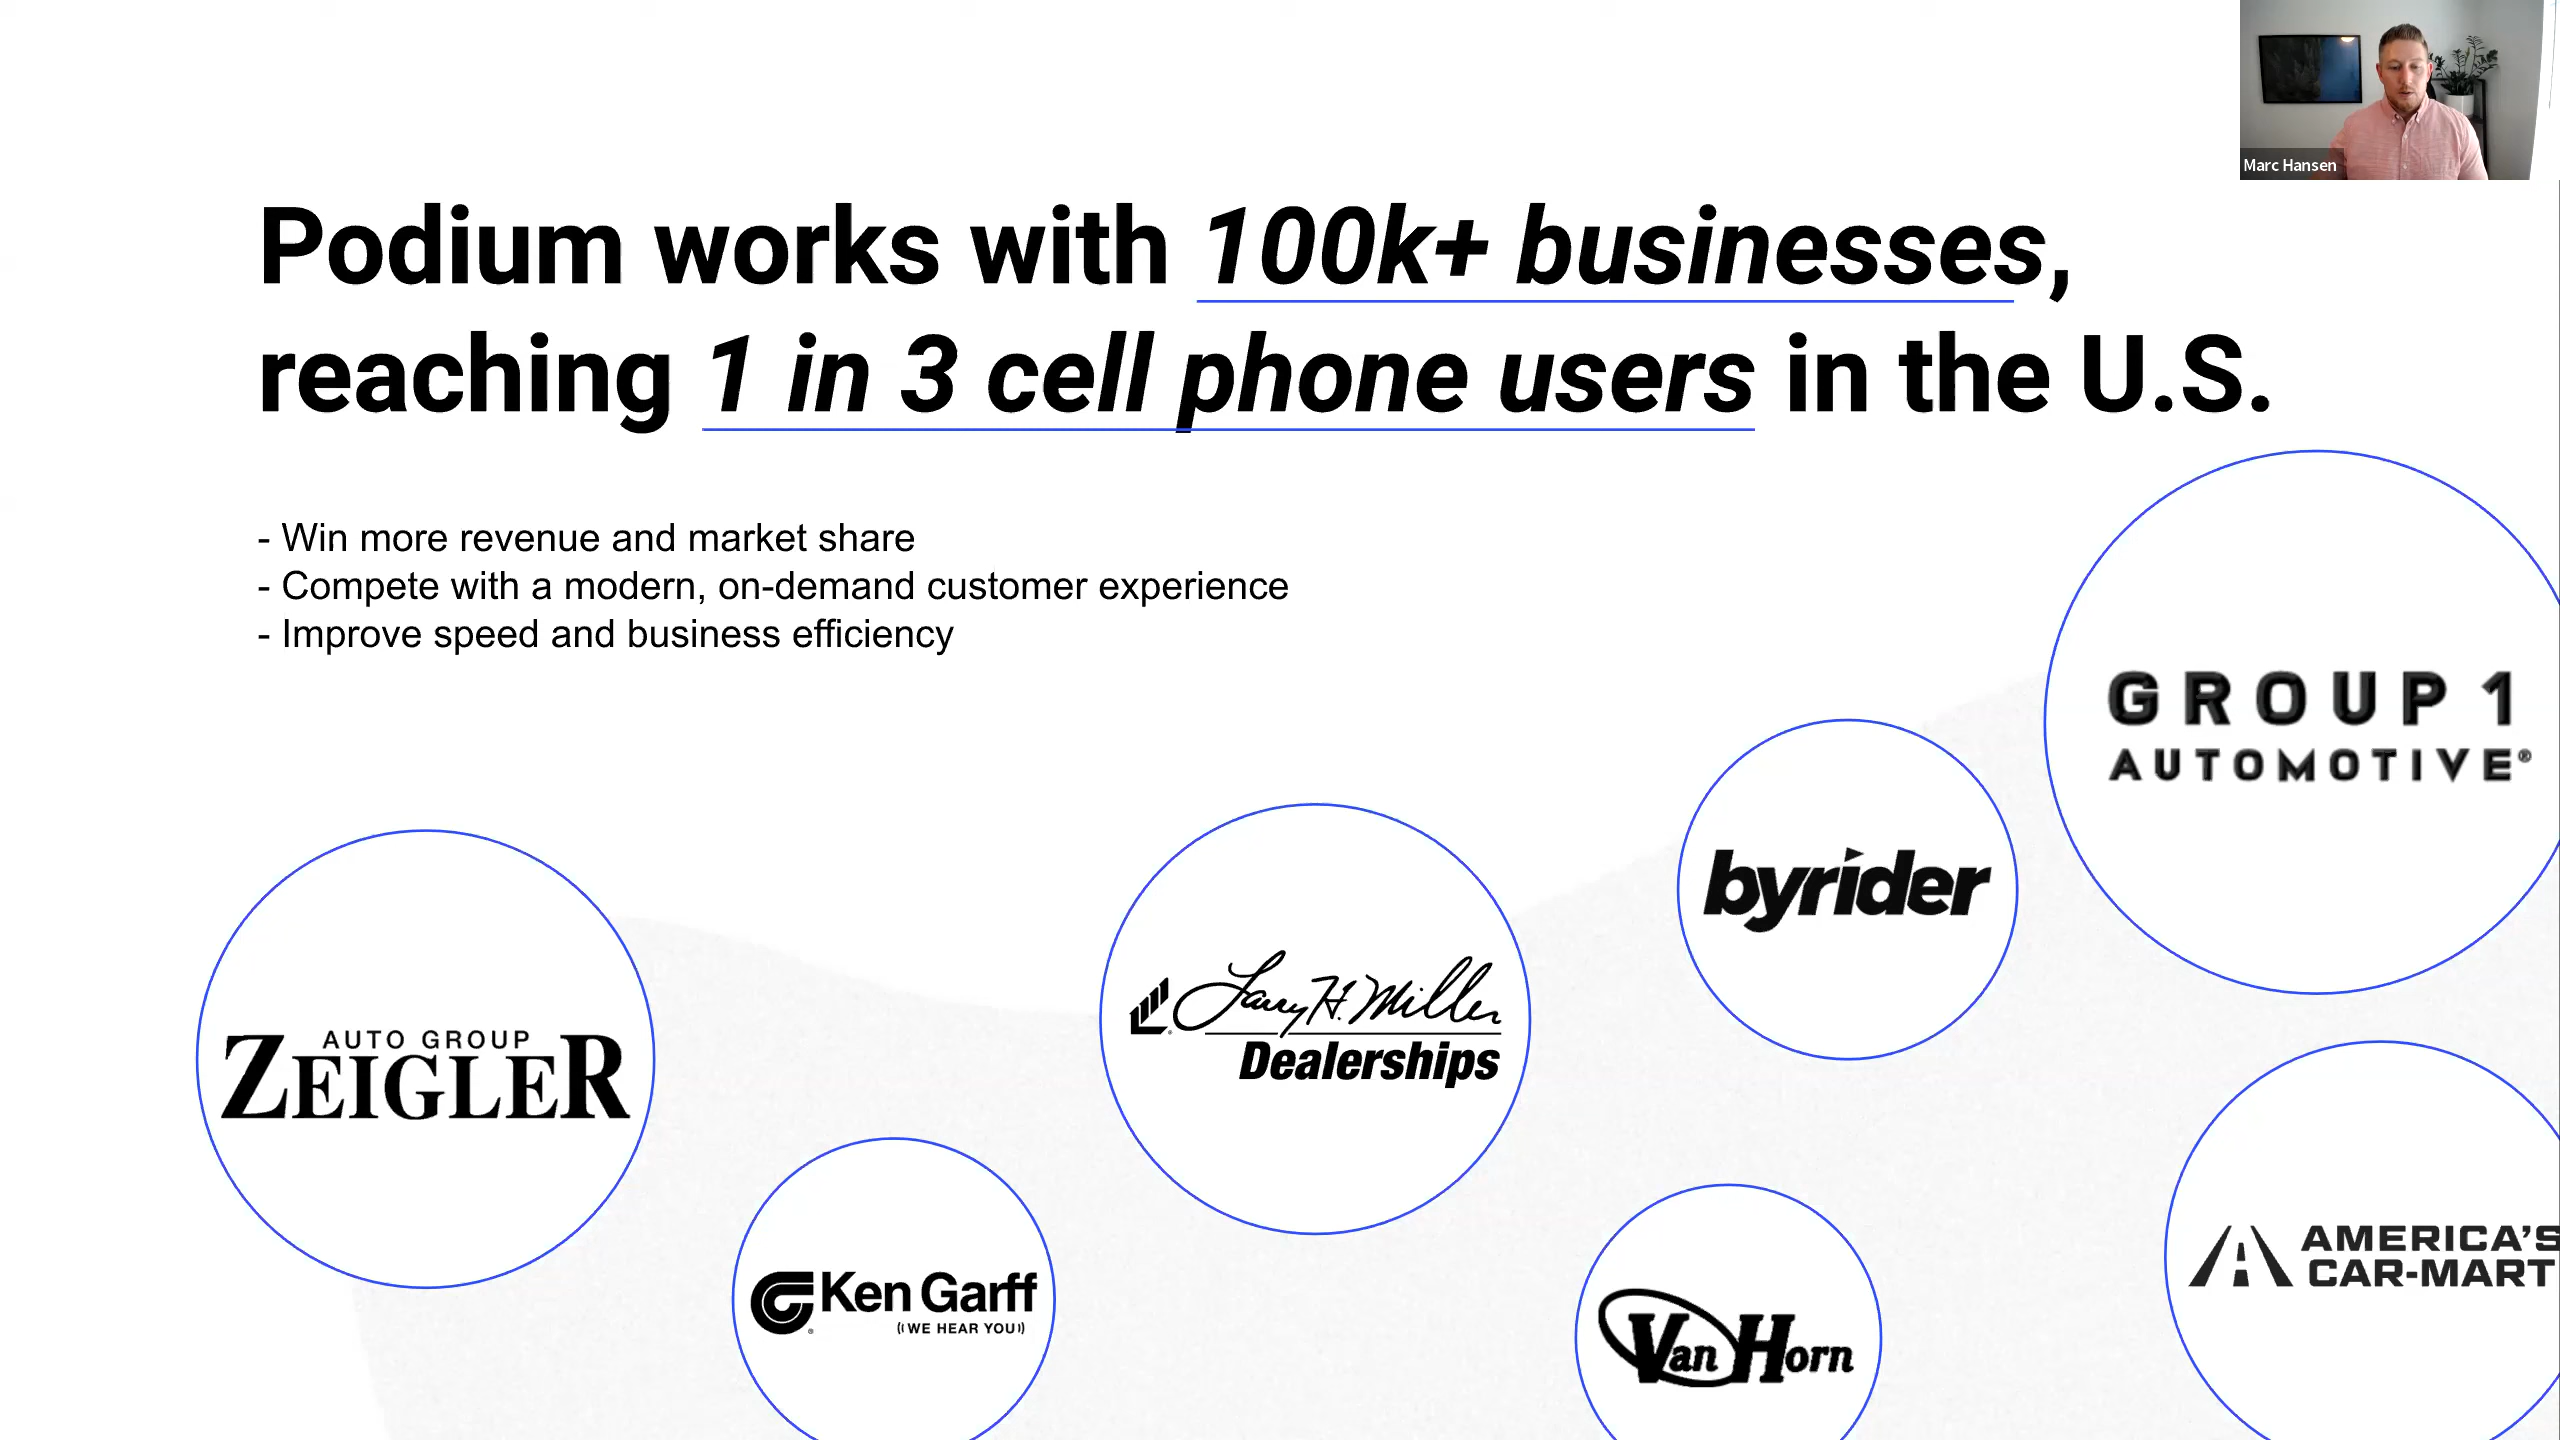 Marc Hansen
Podium works with 100k+ businesses,
reaching 1 in 3 cell phone users in the U.S.
- Win more revenue and market share
- Compete with a modern, on-demand customer experience
- Improve speed and business efficiency
GROUP 1
AUTOMOTIVE®
byrider
Larry H. Miller
Dealerships
AUTO GROUP
ZEIGLER
AMERICA'S
CAR-MART
Ken Garff
((WE HEAR YOU))
Van Horn